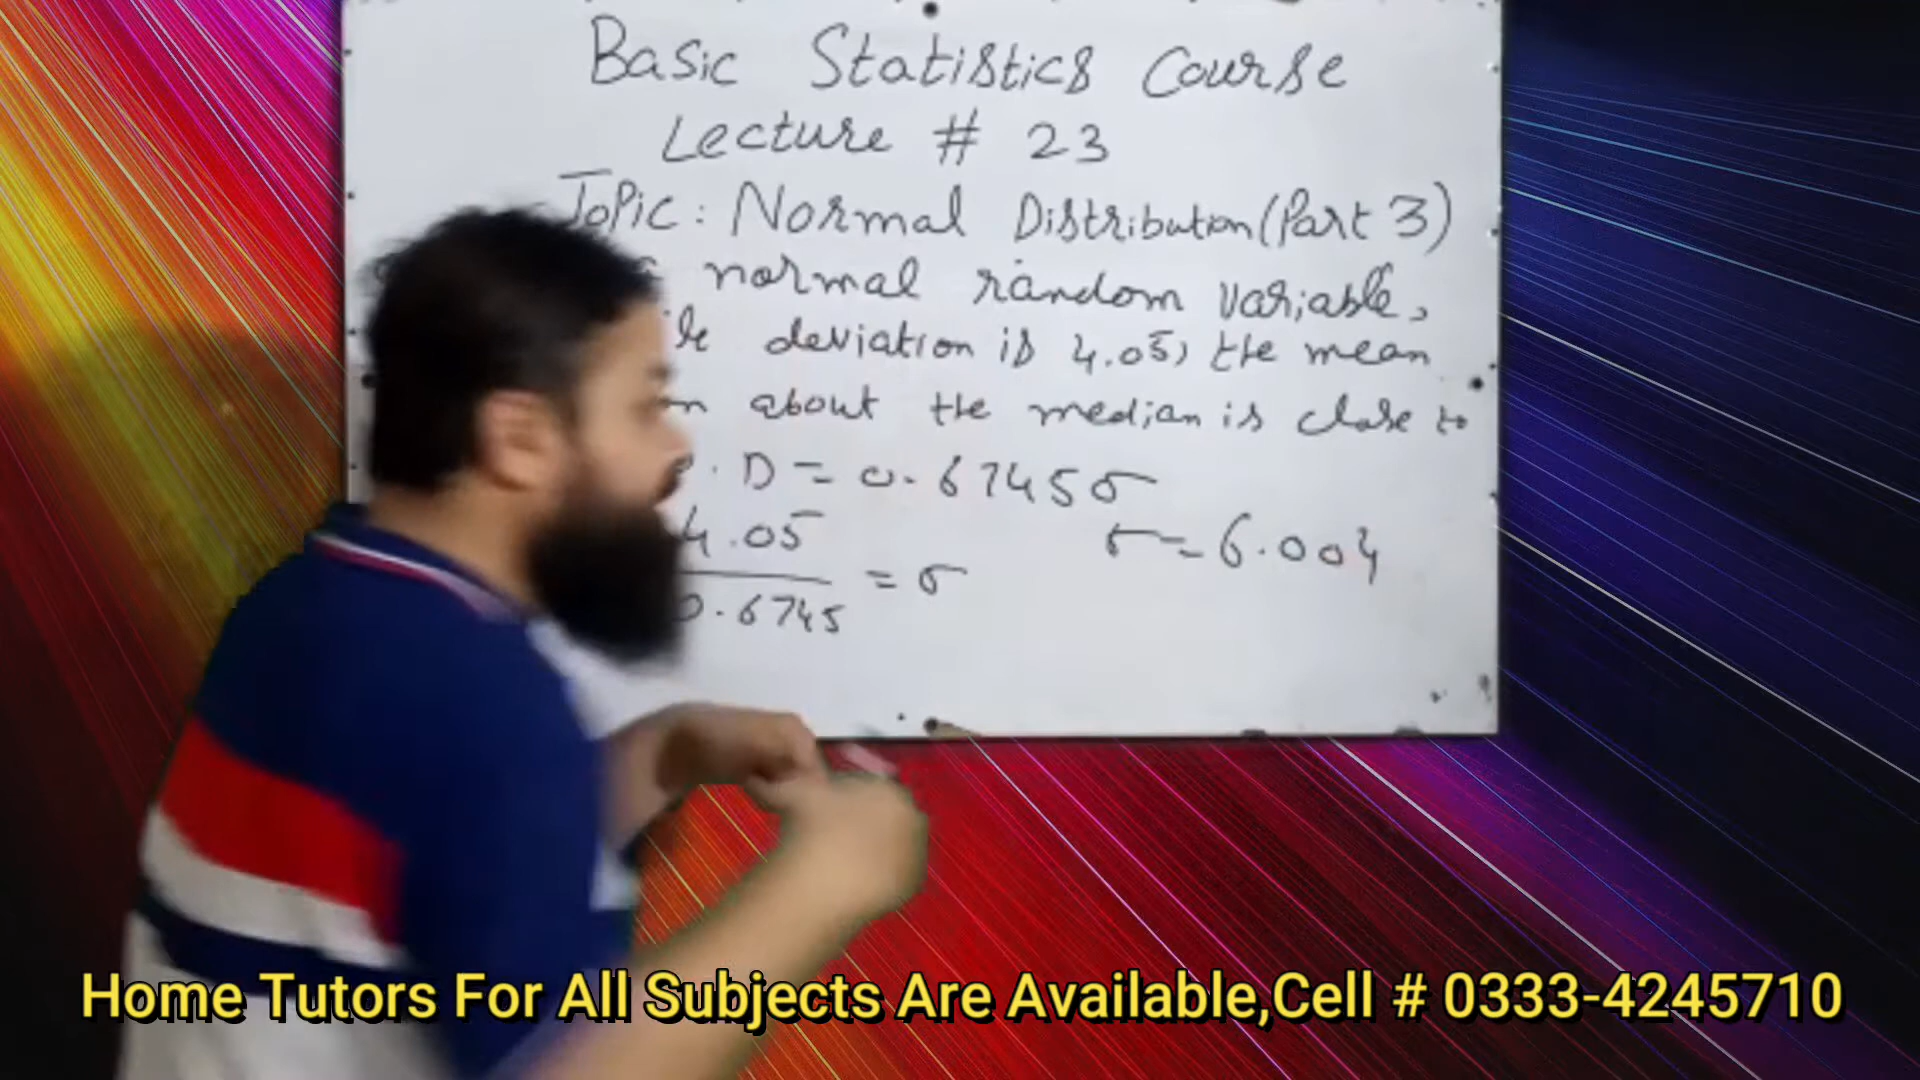 Basic Statistics Course
Lecture # 23
Topic: Normal Distribution (Part 3)
normal random variable,
deviation is 4.05, the mean
about the median is close to
. D = 0.6745σ
4.05
= σ
0.6745
σ = 6.004
Home Tutors For All Subjects Are Available,Cell # 0333-4245710